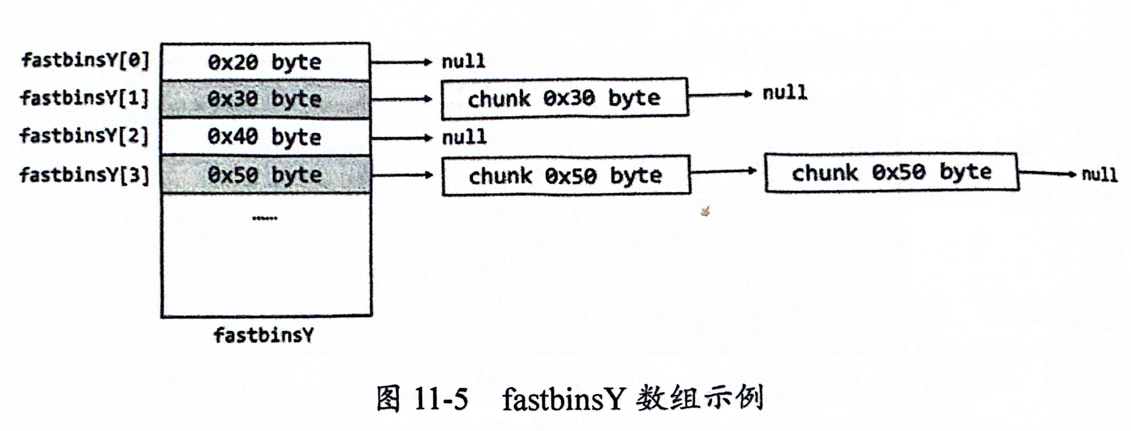 fastbinsY[0] 0x20 byte null
fastbinsY[1] 0x30 byte chunk 0x30 byte null
fastbinsY[2] 0x40 byte null
fastbinsY[3] 0x50 byte chunk 0x50 byte chunk 0x50 byte null
……
fastbinsY
图 11-5 fastbinsY 数组示例